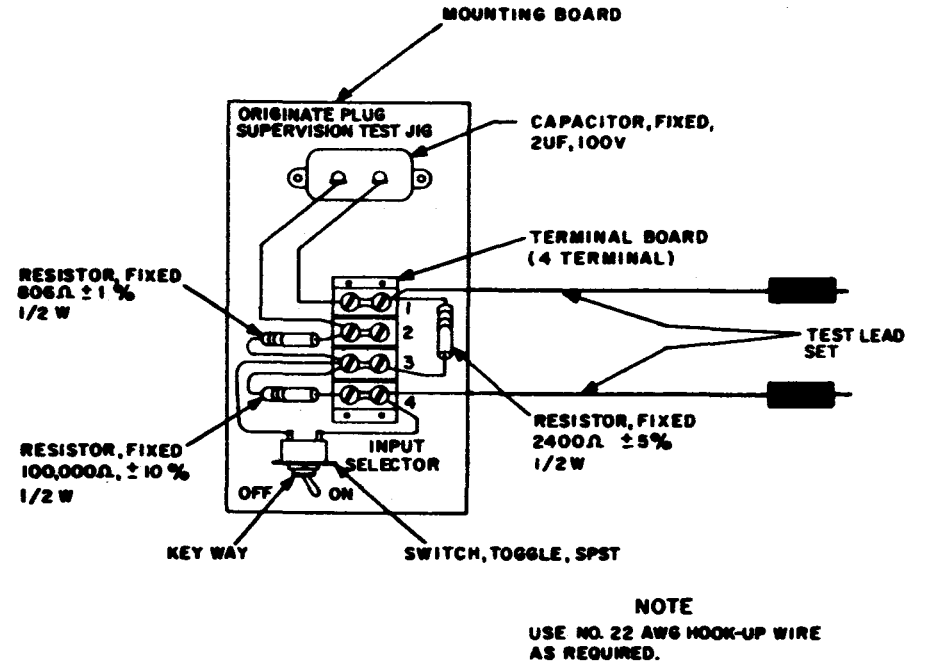 MOUNTING BOARD
ORIGINATE PLUG
SUPERVISION TEST JIG
CAPACITOR, FIXED,
2UF, 100V
TERMINAL BOARD
(4 TERMINAL)
RESISTOR, FIXED
806Ω ±1%
1/2 W
1
2
3
4
TEST LEAD
SET
RESISTOR, FIXED
2400Ω ±5%
1/2W
RESISTOR, FIXED
100,000Ω, ±10%
1/2 W
INPUT
SELECTOR
OFF
ON
KEY WAY
SWITCH, TOGGLE, SPST
NOTE
USE NO. 22 AWG HOOK-UP WIRE
AS REQUIRED.